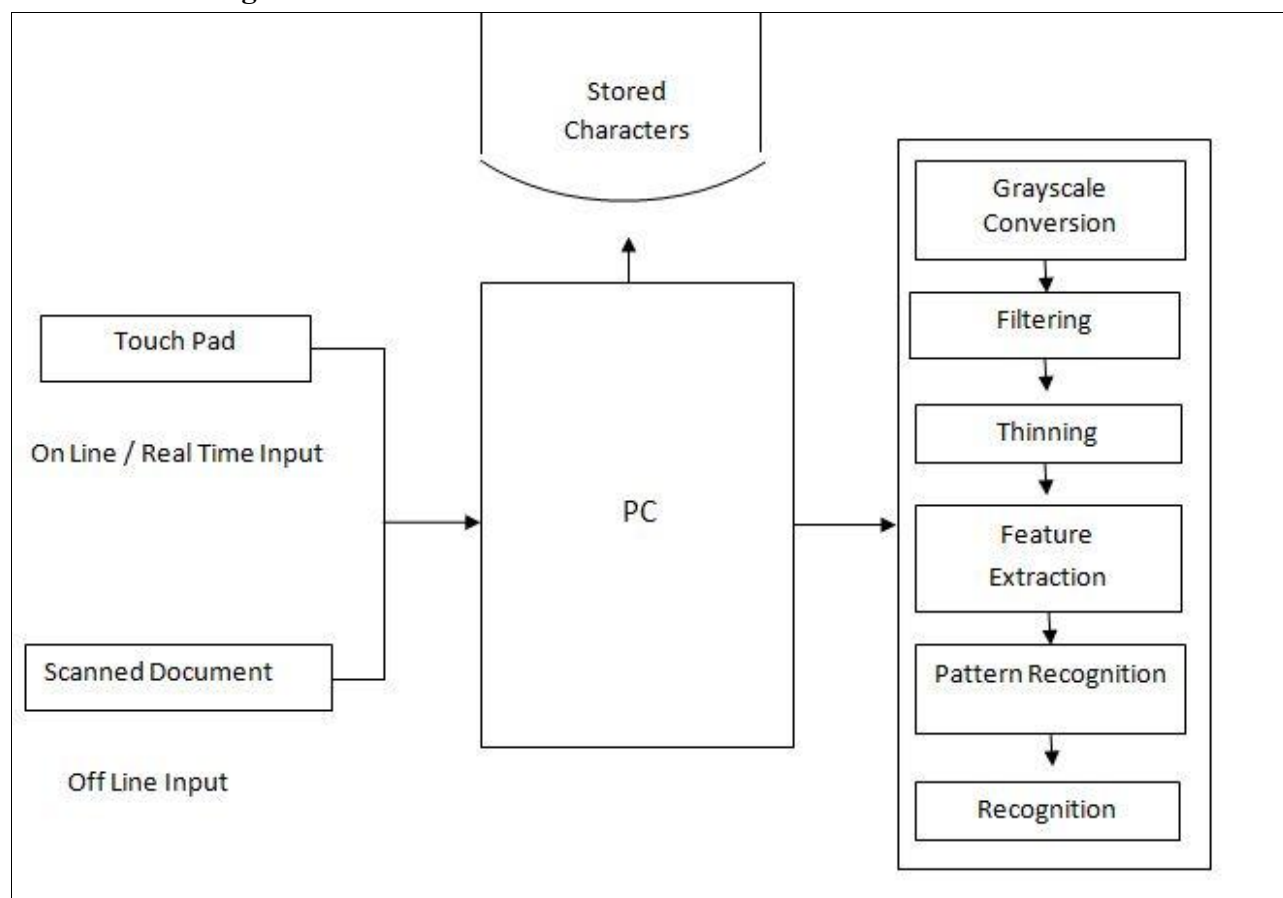 Stored
Characters
Grayscale
Conversion
Filtering
Touch Pad
Thinning
On Line / Real Time Input
PC
Feature
Extraction
Scanned Document
Pattern Recognition
Off Line Input
Recognition